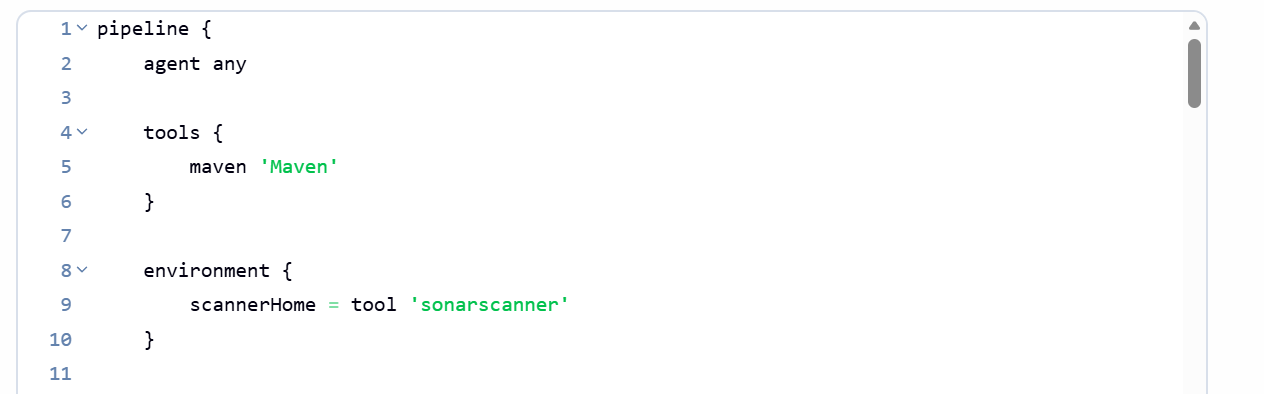 1 pipeline {
2     agent any
3
4     tools {
5         maven 'Maven'
6     }
7
8     environment {
9         scannerHome = tool 'sonarscanner'
10     }
11